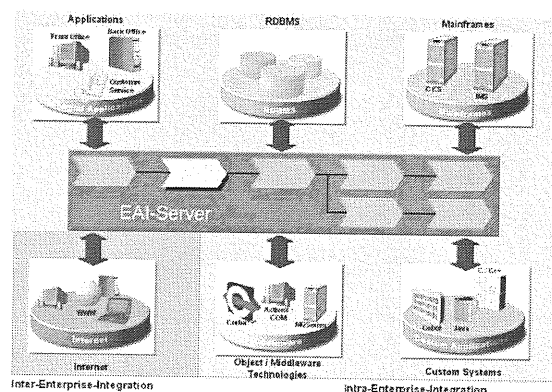 Applications
RDBMS
Mainframes
Front Office
Back Office
Customer Service
CICS
IMS
EAI-Server
WWW
Internet
Internet
Corba
ActiveX COM
MQSeries
Object / Middleware Technologies
C / C++
Cobol
Java
Custom Systems
Inter-Enterprise-Integration
Intra-Enterprise-Integration